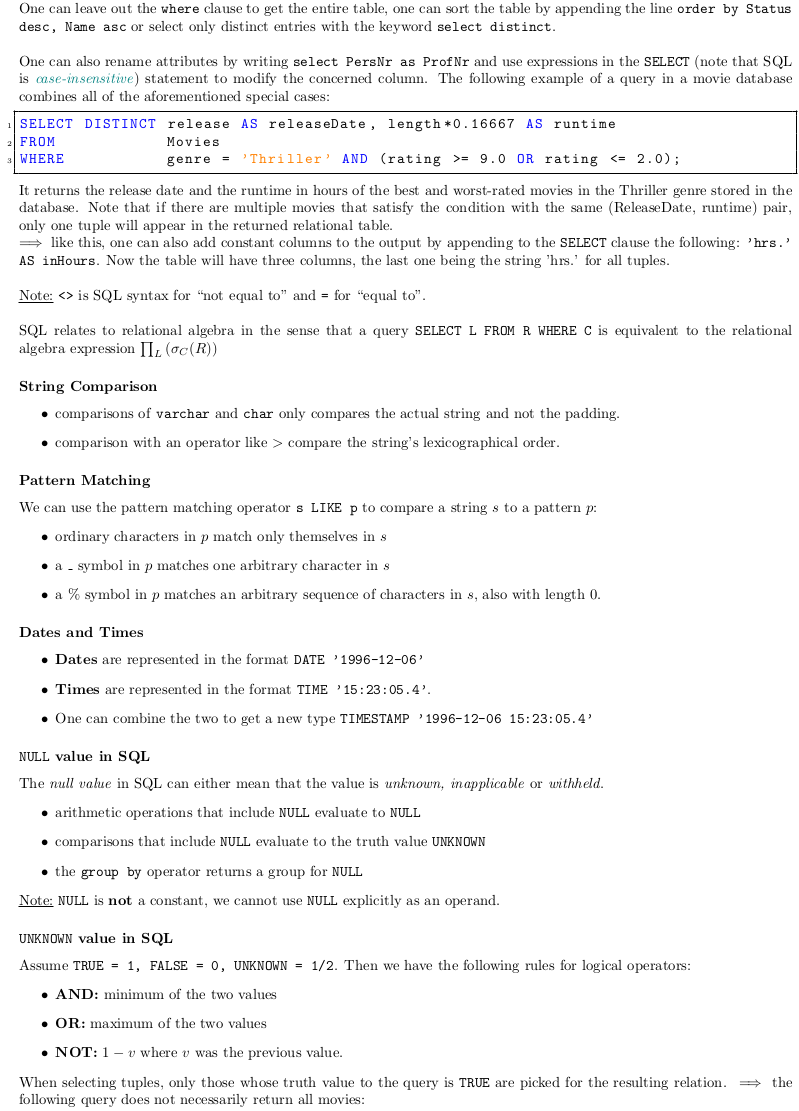 One can leave out the where clause to get the entire table, one can sort the table by appending the line order by Status
desc, Name asc or select only distinct entries with the keyword select distinct.
One can also rename attributes by writing select PersNr as ProfNr and use expressions in the SELECT (note that SQL
is case-insensitive) statement to modify the concerned column. The following example of a query in a movie database
combines all of the aforementioned special cases:
1 SELECT DISTINCT release AS releaseDate, length*0.16667 AS runtime
2 FROM Movies
3 WHERE genre = 'Thriller' AND (rating >= 9.0 OR rating <= 2.0);
It returns the release date and the runtime in hours of the best and worst-rated movies in the Thriller genre stored in the
database. Note that if there are multiple movies that satisfy the condition with the same (ReleaseDate, runtime) pair,
only one tuple will appear in the returned relational table.
⟹ like this, one can also add constant columns to the output by appending to the SELECT clause the following: 'hrs.'
AS inHours. Now the table will have three columns, the last one being the string 'hrs.' for all tuples.
Note: <> is SQL syntax for “not equal to” and = for “equal to”.
SQL relates to relational algebra in the sense that a query SELECT L FROM R WHERE C is equivalent to the relational
algebra expression ∏_L (σ_C(R))
String Comparison
• comparisons of varchar and char only compares the actual string and not the padding.
• comparison with an operator like > compare the string's lexicographical order.
Pattern Matching
We can use the pattern matching operator s LIKE p to compare a string s to a pattern p:
• ordinary characters in p match only themselves in s
• a _ symbol in p matches one arbitrary character in s
• a % symbol in p matches an arbitrary sequence of characters in s, also with length 0.
Dates and Times
• Dates are represented in the format DATE '1996-12-06'
• Times are represented in the format TIME '15:23:05.4'.
• One can combine the two to get a new type TIMESTAMP '1996-12-06 15:23:05.4'
NULL value in SQL
The null value in SQL can either mean that the value is unknown, inapplicable or withheld.
• arithmetic operations that include NULL evaluate to NULL
• comparisons that include NULL evaluate to the truth value UNKNOWN
• the group by operator returns a group for NULL
Note: NULL is not a constant, we cannot use NULL explicitly as an operand.
UNKNOWN value in SQL
Assume TRUE = 1, FALSE = 0, UNKNOWN = 1/2. Then we have the following rules for logical operators:
• AND: minimum of the two values
• OR: maximum of the two values
• NOT: 1 − v where v was the previous value.
When selecting tuples, only those whose truth value to the query is TRUE are picked for the resulting relation. ⟹ the
following query does not necessarily return all movies: